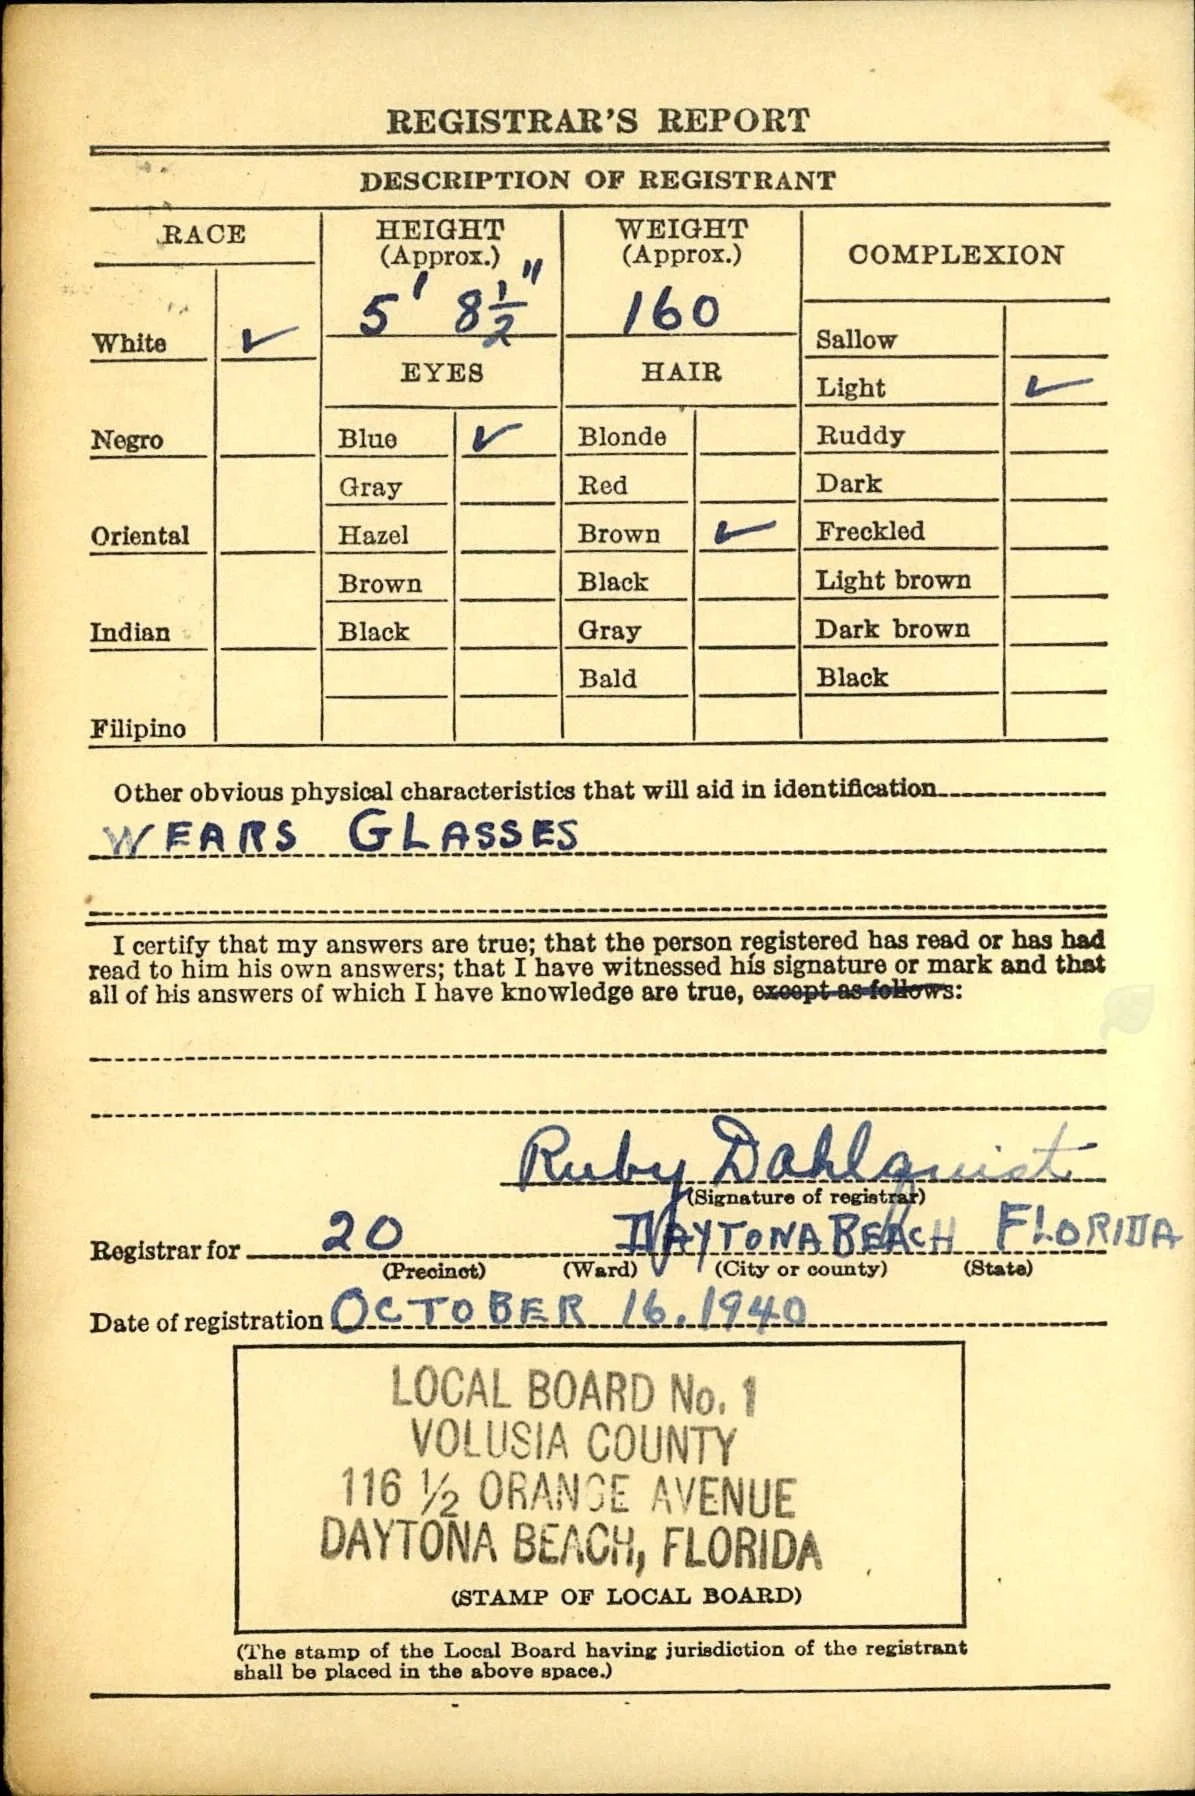 REGISTRAR'S REPORT
DESCRIPTION OF REGISTRANT
RACE
HEIGHT
(Approx.)
5' 8½"
WEIGHT
(Approx.)
160
COMPLEXION
White ✓
Negro
Oriental
Indian
Filipino
EYES
Blue ✓
Gray
Hazel
Brown
Black
HAIR
Blonde
Red
Brown ✓
Black
Gray
Bald
Sallow
Light ✓
Ruddy
Dark
Freckled
Light brown
Dark brown
Black
Other obvious physical characteristics that will aid in identification
WEARS GLASSES
I certify that my answers are true; that the person registered has read or has had
read to him his own answers; that I have witnessed his signature or mark and that
all of his answers of which I have knowledge are true, except as follows:
Ruby Dahlquist
(Signature of registrar)
Registrar for 20 DAYTONA BEACH FLORIDA
(Precinct) (Ward) (City or county) (State)
Date of registration OCTOBER 16. 1940
LOCAL BOARD No. 1
VOLUSIA COUNTY
116 ½ ORANGE AVENUE
DAYTONA BEACH, FLORIDA
(STAMP OF LOCAL BOARD)
(The stamp of the Local Board having jurisdiction of the registrant
shall be placed in the above space.)